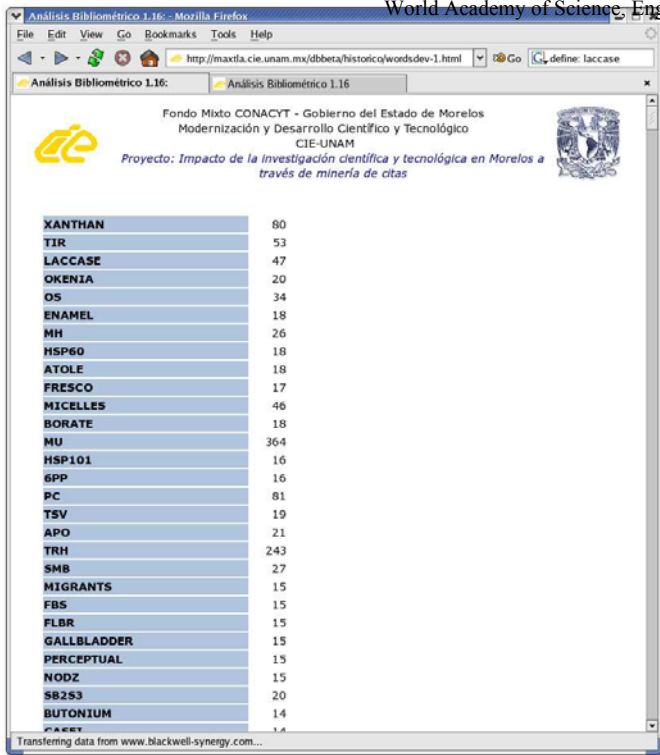 World Academy of Science, Ens
Análisis Bibliométrico 1.16: - Mozilla Firefox
File Edit View Go Bookmarks Tools Help
http://maxtla.cie.unam.mx/dbbeta/historico/wordsdev-1.html Go define: laccase
Análisis Bibliométrico 1.16: Análisis Bibliométrico 1.16
Fondo Mixto CONACYT - Gobierno del Estado de Morelos
Modernización y Desarrollo Científico y Tecnológico
CIE-UNAM
Proyecto: Impacto de la investigación científica y tecnológica en Morelos a
través de minería de citas
XANTHAN 80
TIR 53
LACCASE 47
OKENIA 20
OS 34
ENAMEL 18
MH 26
HSP60 18
ATOLE 18
FRESCO 17
MICELLES 46
BORATE 18
MU 364
HSP101 16
6PP 16
PC 81
TSV 19
APO 21
TRH 243
SMB 27
MIGRANTS 15
FBS 15
FLBR 15
GALLBLADDER 15
PERCEPTUAL 15
NODZ 15
SB2S3 20
BUTONIUM 14
Transferring data from www.blackwell-synergy.com...